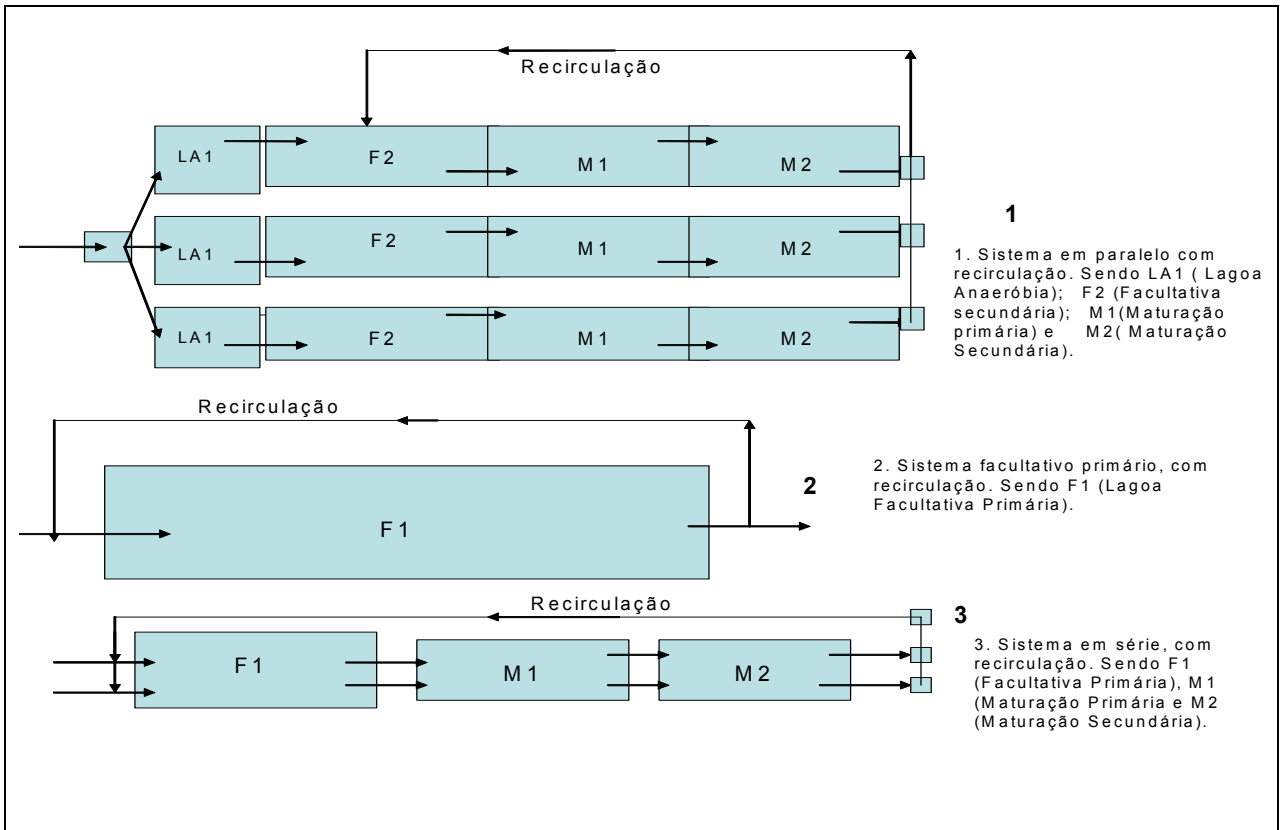 Recirculação
LA1
F2
M1
M2
LA1
F2
M1
M2
LA1
F2
M1
M2
1
1. Sistema em paralelo com
recirculação. Sendo LA1 ( Lagoa
Anaeróbia); F2 (Facultativa
secundária); M1(Maturação
primária) e M2( Maturação
Secundária).
Recirculação
F1
2
2. Sistema facultativo primário, com
recirculação. Sendo F1 (Lagoa
Facultativa Primária).
Recirculação
F1
M1
M2
3
3. Sistema em série, com
recirculação. Sendo F1
(Facultativa Primária), M1
(Maturação Primária e M2
(Maturação Secundária).